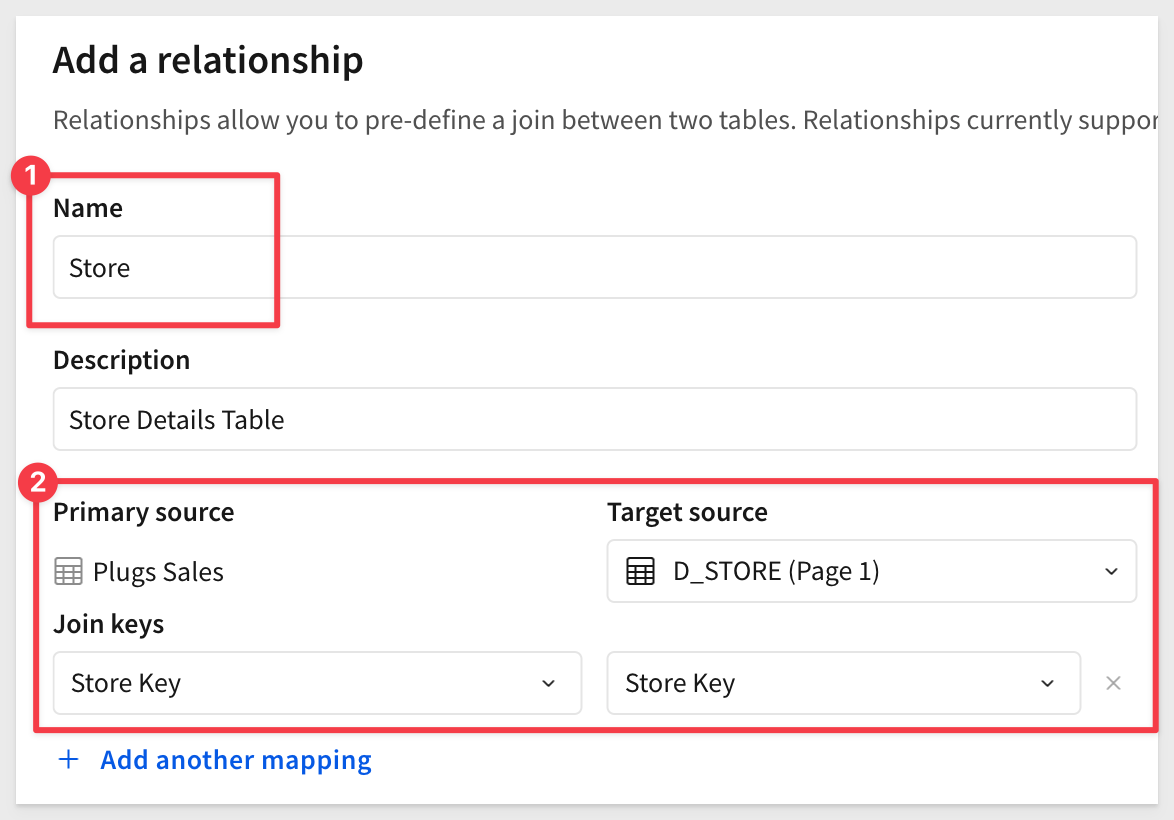 Add a relationship
Relationships allow you to pre-define a join between two tables. Relationships currently
1
Name
Store
Description
Store Details Table
2
Primary source
Target source
Plugs Sales
D_STORE (Page 1)
Join keys
Store Key
Store Key
+ Add another mapping